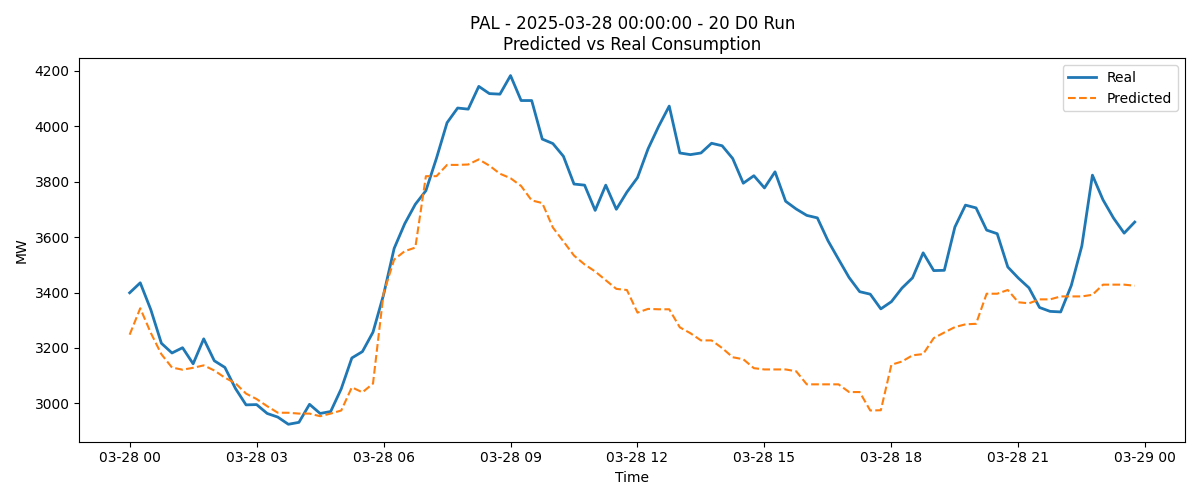 PAL - 2025-03-28 00:00:00 - 20 D0 Run
Predicted vs Real Consumption
Real
Predicted
MW
4200
4000
3800
3600
3400
3200
3000
03-28 00
03-28 03
03-28 06
03-28 09
03-28 12
03-28 15
03-28 18
03-28 21
03-29 00
Time